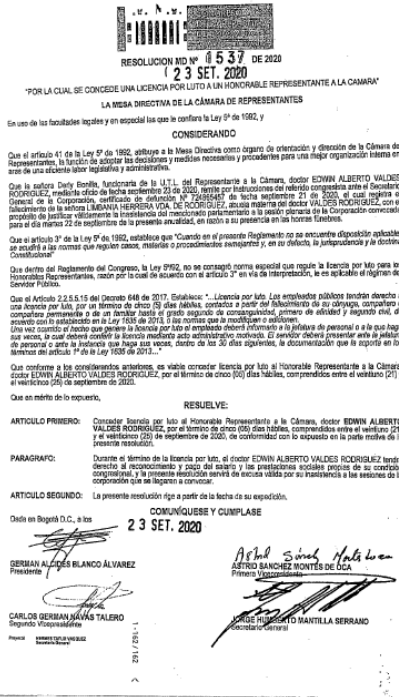 RESOLUCION MD Nº 1537 DE 2020
( 23 SET. 2020
"POR LA CUAL SE CONCEDE UNA LICENCIA POR LUTO A UN HONORABLE REPRESENTANTE A LA CAMARA"
LA MESA DIRECTIVA DE LA CÁMARA DE REPRESENTANTES
En uso de las facultades legales y en especial las que le confiera la Ley 5ª de 1992, y
CONSIDERANDO
Que el artículo 41 de la Ley 5ª de 1992, atribuye a la Mesa Directiva como órgano de orientación y dirección de la Cámara de
Representantes, la función de adoptar las decisiones y medidas necesarias y procedentes para una mejor organización interna en
aras de una eficiente labor legislativa y administrativa.
Que la señora Derly Bonilla, funcionaria de la U.T.L. del Representante a la Cámara, doctor EDWIN ALBERTO VALDES
RODRIGUEZ, mediante oficio de fecha septiembre 23 de 2020, remite por instrucciones del referido congresista ante el Secretario
General de la Corporación, certificado de defunción Nº 724965457 de fecha septiembre 21 de 2020, el cual registra el
fallecimiento de la señora LIMBANIA HERRERA VDA. DE RODRIGUEZ, abuela materna del doctor VALDES RODRIGUEZ, con el
propósito de justificar válidamente la inasistencia del mencionado parlamentario a la sesión plenaria de la Corporación convocada
para el día martes 22 de septiembre de la presente anualidad, en razón a su presencia en las honras fúnebres.
Que el artículo 3º de la Ley 5ª de 1992, establece que "Cuando en el presente Reglamento no se encuentre disposición aplicable
se acudirá a las normas que regulen casos, materias o procedimientos semejantes y, en su defecto, la jurisprudencia y la doctrina
Constitucional"
Que dentro del Reglamento del Congreso, la Ley 5ª/92, no se consagró norma especial que regule la licencia por luto para los
Honorables Representantes, razón por la cual de acuerdo con el artículo 3º en vía de interpretación, le es aplicable el régimen del
Servidor Público.
Que el Artículo 2.2.5.5.15 del Decreto 648 de 2017. Establece: "...Licencia por luto. Los empleados públicos tendrán derecho a
una licencia por luto, por un término de cinco (5) días hábiles, contados a partir del fallecimiento de su cónyuge, compañero o
compañera permanente o de un familiar hasta el grado segundo de consanguinidad, primero de afinidad y segundo civil, de
acuerdo con lo establecido en la Ley 1635 de 2013, o las normas que la modifiquen o adicionen.
Una vez ocurrido el hecho que genere la licencia por luto el empleado deberá informarlo a la jefatura de personal o a la que haga
sus veces, la cual deberá conferir la licencia mediante acto administrativo motivado. El servidor deberá presentar ante la jefatura
de personal o ante la instancia que haga sus veces, dentro de los 30 días siguientes, la documentación que la soporta en los
términos del artículo 1º de la Ley 1635 de 2013..."
Que conforme a los considerandos anteriores, es viable conceder licencia por luto al Honorable Representante a la Cámara,
doctor EDWIN ALBERTO VALDES RODRIGUEZ, por el término de cinco (05) días hábiles, comprendidos entre el veintiuno (21) y
el veinticinco (25) de septiembre de 2020.
Que en mérito de lo expuesto,
RESUELVE:
ARTICULO PRIMERO: Conceder licencia por luto al Honorable Representante a la Cámara, doctor EDWIN ALBERTO
VALDES RODRIGUEZ, por el término de cinco (05) días hábiles, comprendidos entre el veintiuno (21)
y el veinticinco (25) de septiembre de 2020, de conformidad con lo expuesto en la parte motiva de la
presente resolución.
PARAGRAFO: Durante el término de la licencia por luto, el doctor EDWIN ALBERTO VALDES RODRIGUEZ tendrá
derecho al reconocimiento y pago del salario y las prestaciones sociales propias de su condición
congresional, y la presente resolución servirá de excusa válida por su inasistencia a las sesiones de la
corporación que se llegaran a convocar.
ARTICULO SEGUNDO: La presente resolución rige a partir de la fecha de su expedición.
COMUNÍQUESE Y CUMPLASE
Dada en Bogotá D.C., a los 23 SET. 2020
GERMAN ALCIDES BLANCO ÁLVAREZ
Presidente
Astrid Sánch Montes Oca
ASTRID SANCHEZ MONTES DE OCA
Primera Vicepresidenta
CARLOS GERMAN NAVAS TALERO
Segundo Vicepresidente
JORGE HUMBERTO MANTILLA SERRANO
Secretario General
Secretaria General
1-162/162